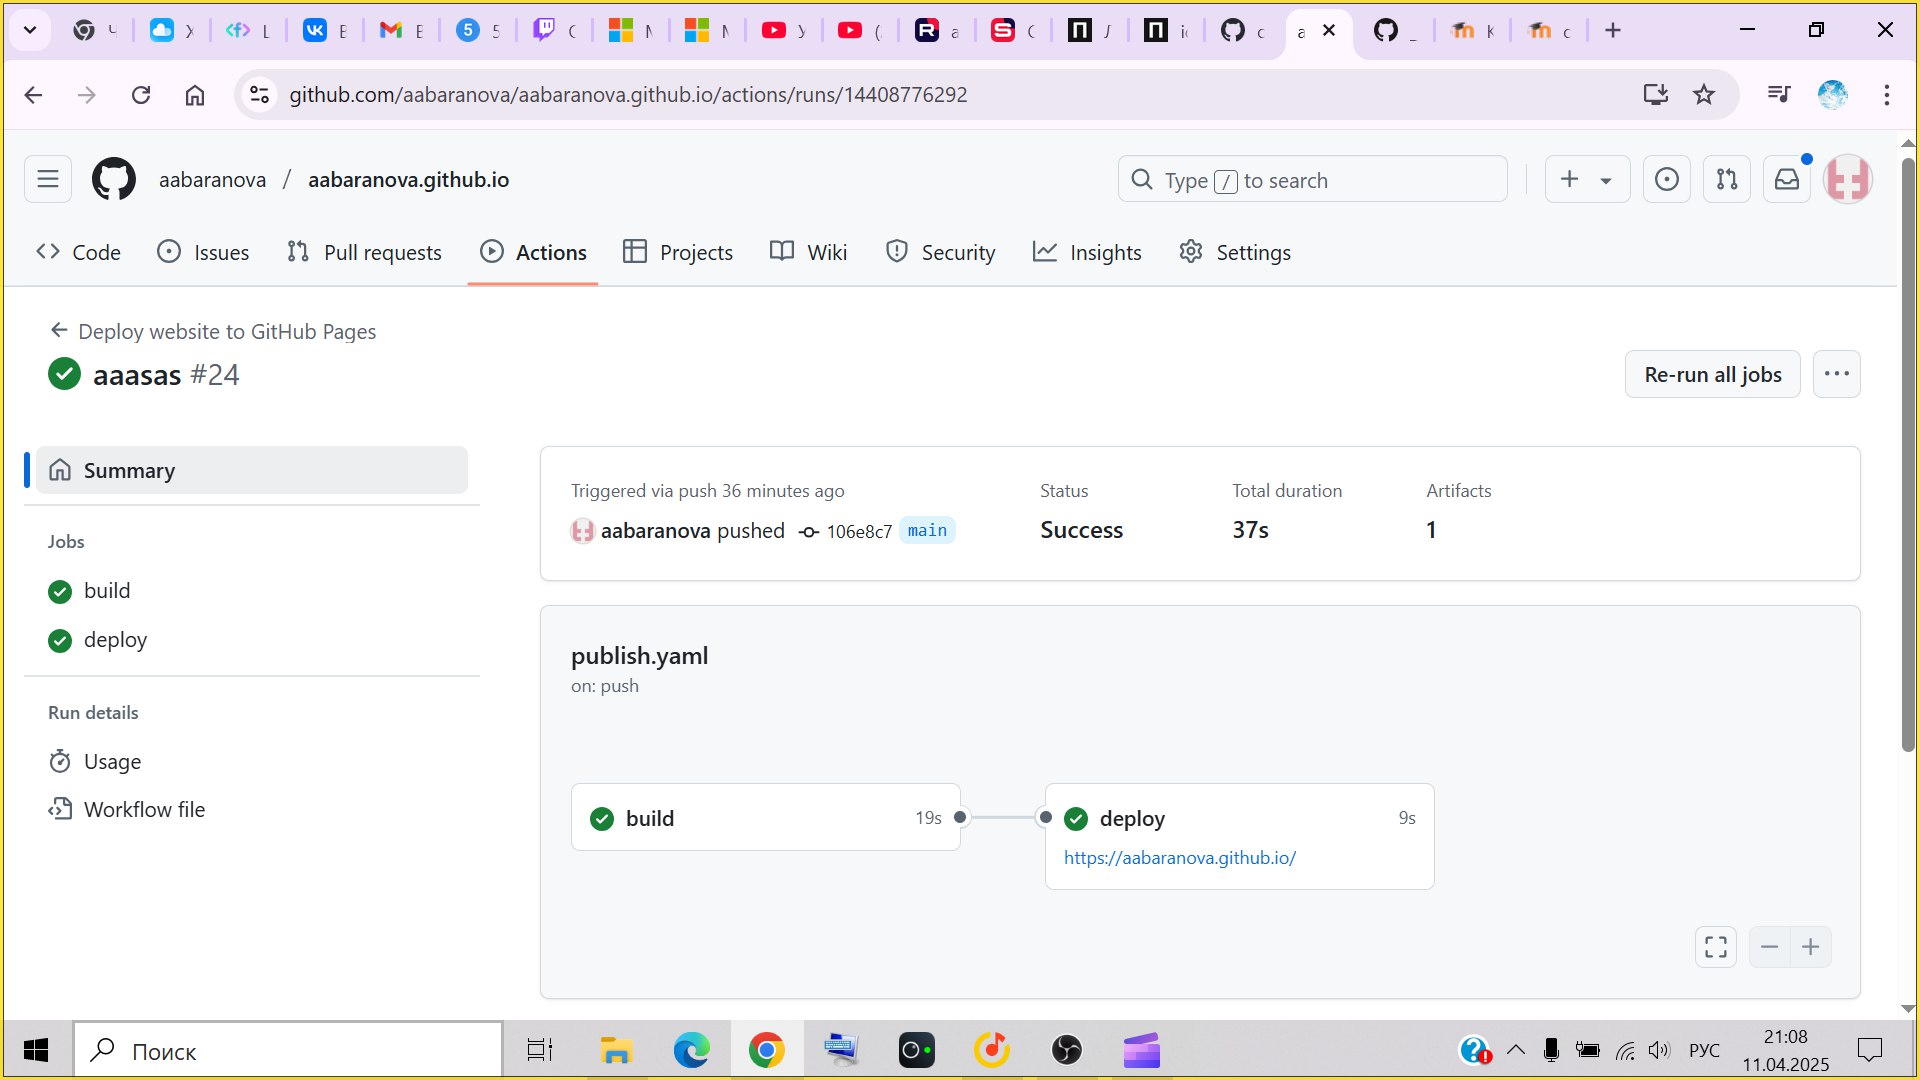 github.com/aabaranova/aabaranova.github.io/actions/runs/14408776292
aabaranova / aabaranova.github.io
Type / to search
Code Issues Pull requests Actions Projects Wiki Security Insights Settings
Deploy website to GitHub Pages
aaasas #24
Re-run all jobs
Summary
Jobs
build
deploy
Run details
Usage
Workflow file
Triggered via push 36 minutes ago
aabaranova pushed 106e8c7 main
Status
Success
Total duration
37s
Artifacts
1
publish.yaml
on: push
build 19s
deploy 9s
https://aabaranova.github.io/
Поиск
РУС
21:08
11.04.2025